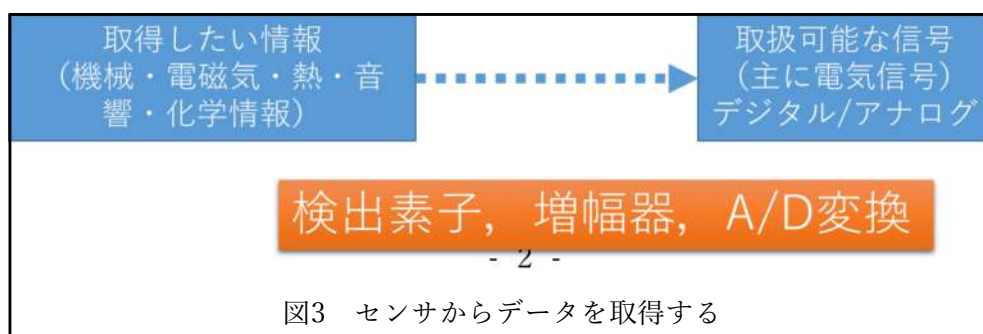 取得したい情報
（機械・電磁気・熱・音
響・化学情報）
取扱可能な信号
（主に電気信号）
デジタル/アナログ
検出素子，増幅器，A/D変換
- 2 -
図3　センサからデータを取得する